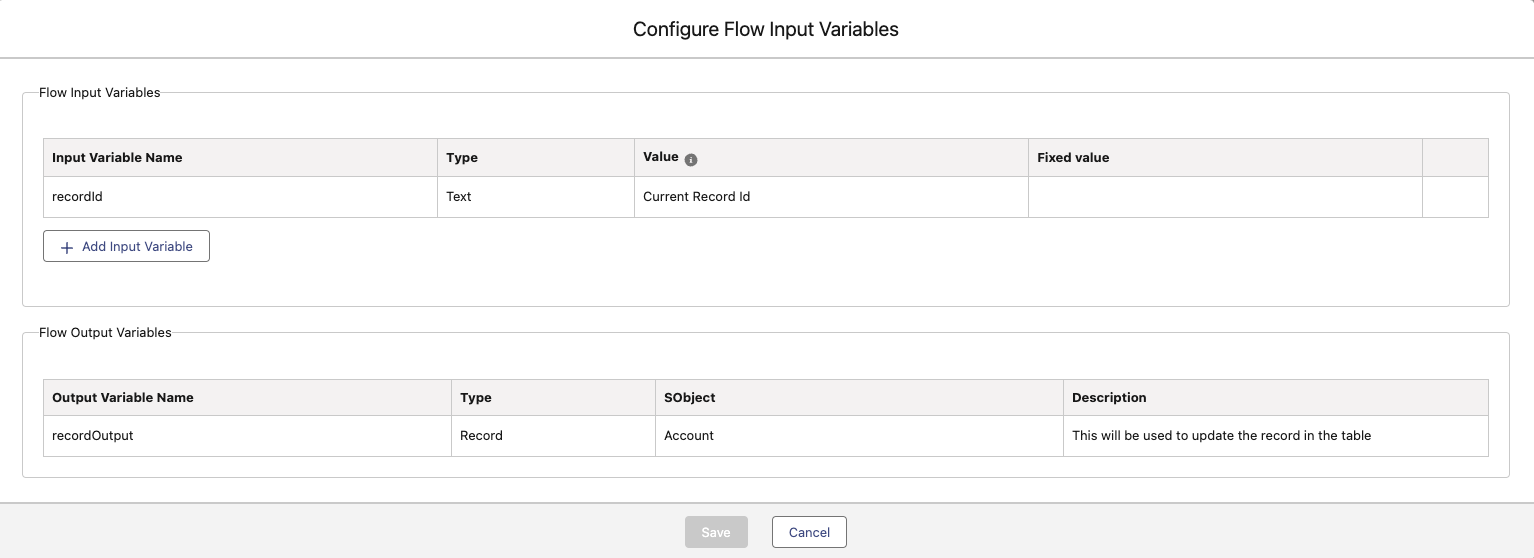 Configure Flow Input Variables
Flow Input Variables
Input Variable Name Type Value Fixed value
recordId Text Current Record Id
Add Input Variable
Flow Output Variables
Output Variable Name Type SObject Description
recordOutput Record Account This will be used to update the record in the table
Save Cancel